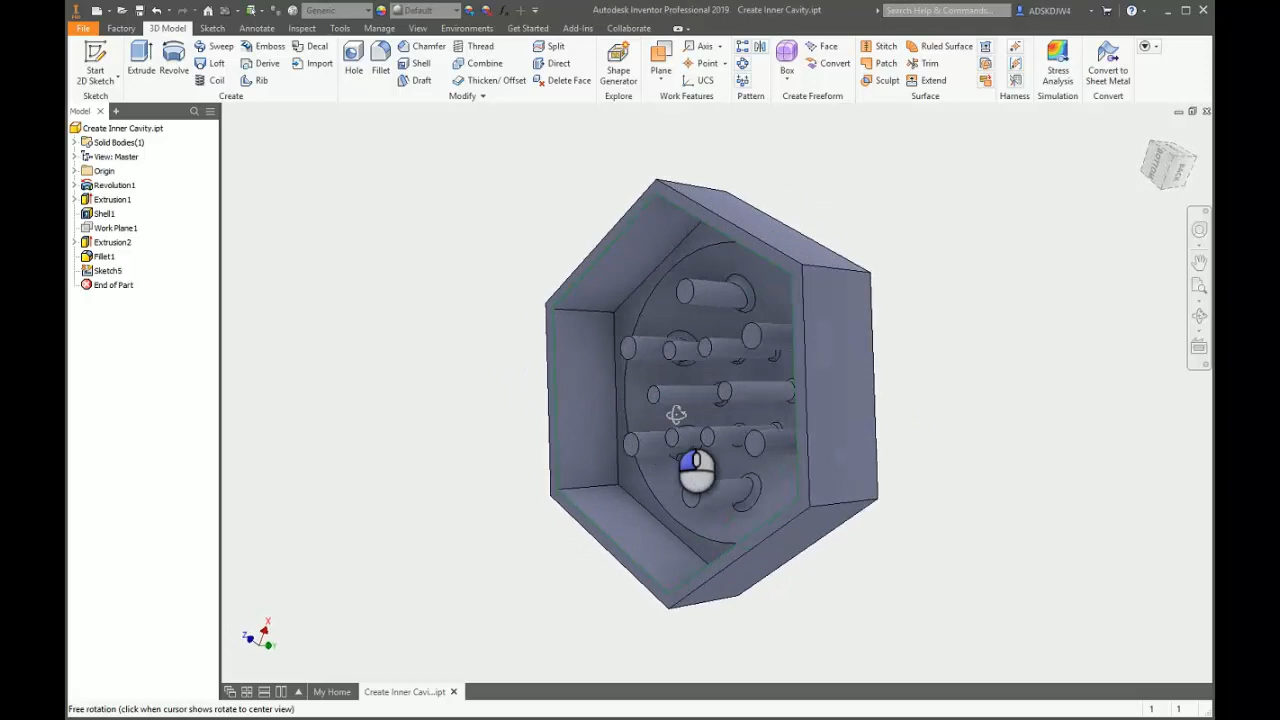 Generic Default Autodesk Inventor Professional 2019 Create Inner Cavity.ipt Search Help & Commands... ADSKDJW4
File Factory 3D Model Sketch Annotate Inspect Tools Manage View Environments Get Started Add-Ins Collaborate
Start 2D Sketch Extrude Revolve Sweep Emboss Decal Hole Fillet Chamfer Thread Split Shape Generator Plane Axis Box Face Stitch Ruled Surface Stress Analysis Convert to Sheet Metal
Loft Derive Import Shell Combine Direct Point Convert Patch Trim
Coil Rib Draft Thicken/ Offset Delete Face UCS Sculpt Extend
Sketch Create Modify Explore Work Features Pattern Create Freeform Surface Harness Simulation Convert
Model
Create Inner Cavity.ipt
Solid Bodies(1)
View: Master
Origin
Revolution1
Extrusion1
Shell1
Work Plane1
Extrusion2
Fillet1
Sketch5
End of Part
BOTTOM BACK
X
Z Y
My Home Create Inner Cavi...ipt
Free rotation (click when cursor shows rotate to center view) 1 1